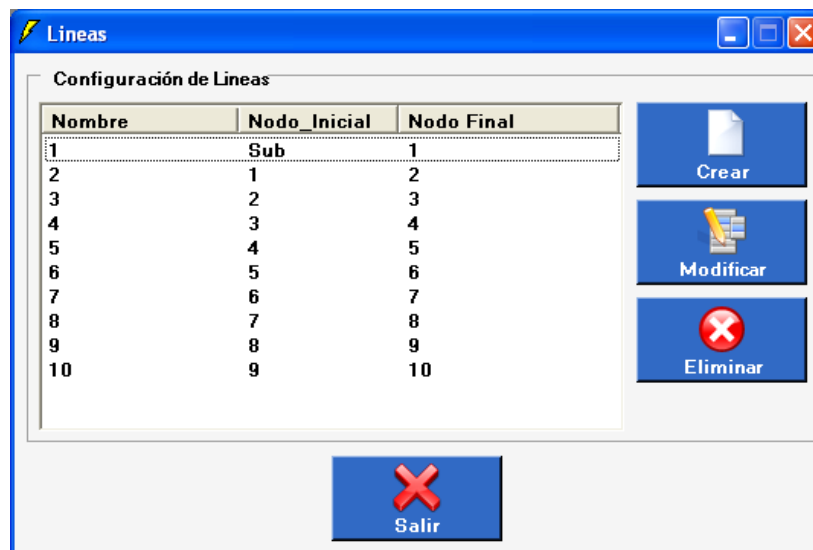 Lineas
Configuración de Lineas
Nombre Nodo_Inicial Nodo Final
1 Sub 1
2 1 2
3 2 3
4 3 4
5 4 5
6 5 6
7 6 7
8 7 8
9 8 9
10 9 10
Crear
Modificar
Eliminar
Salir